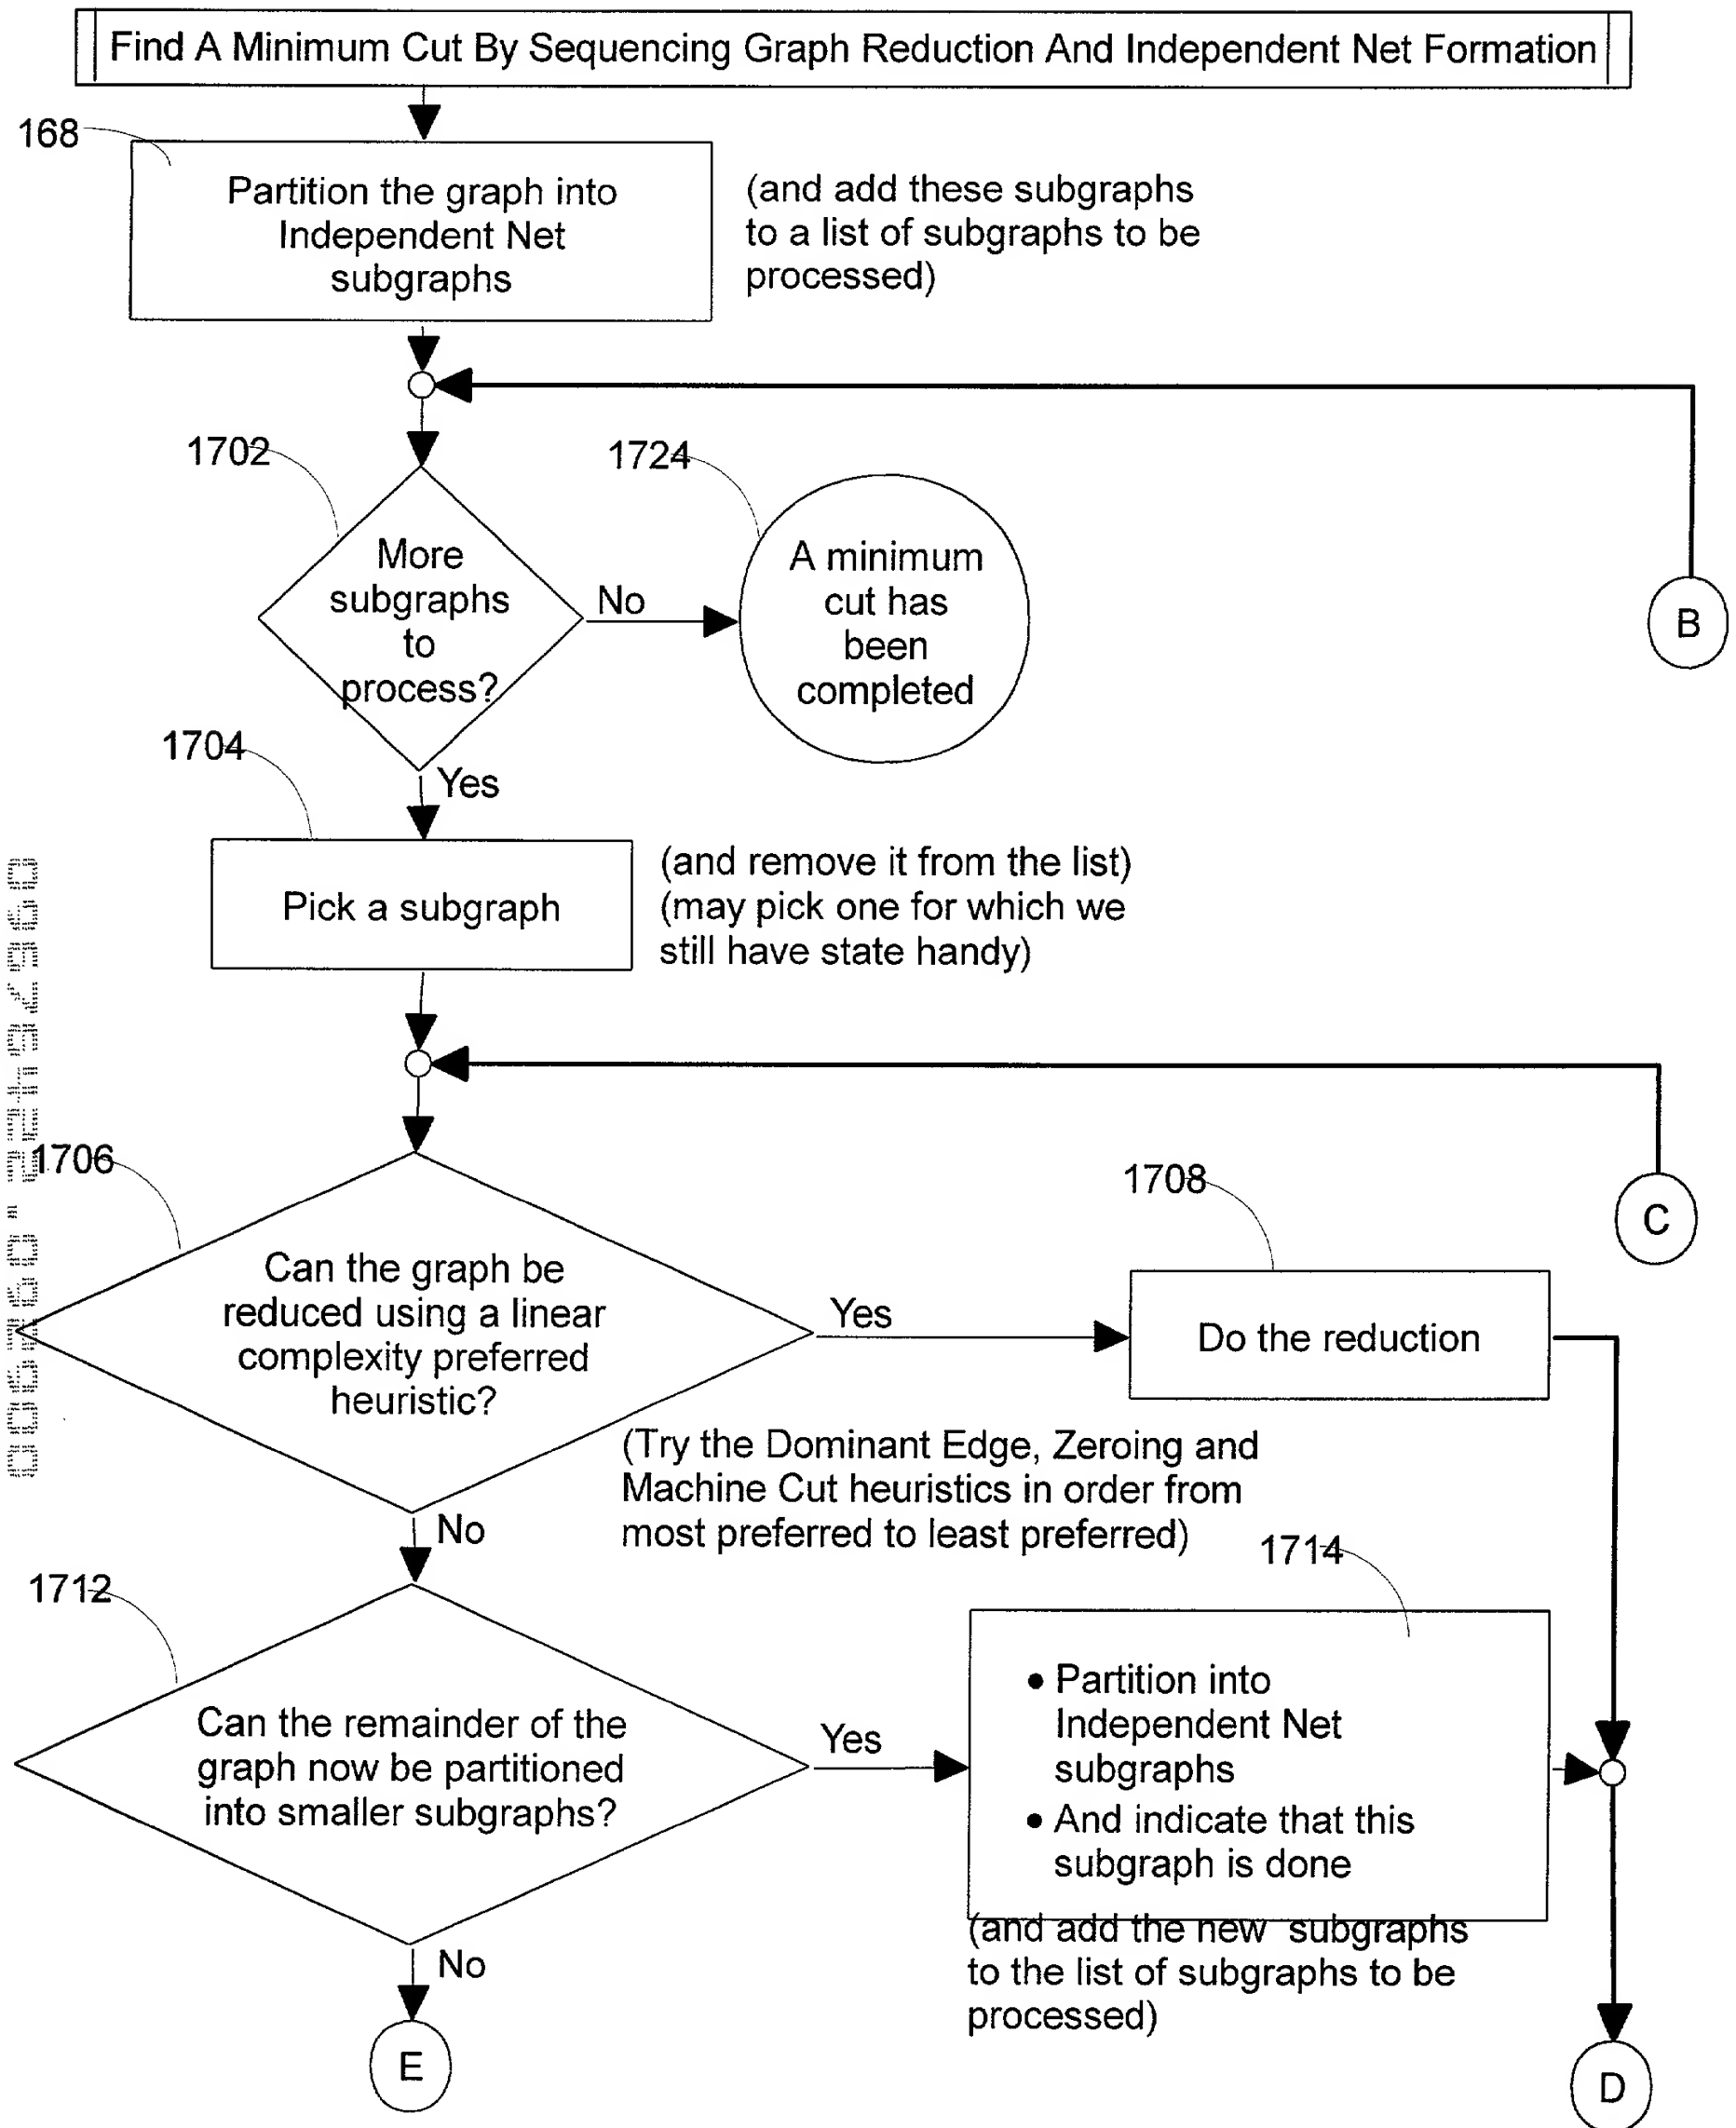 Find A Minimum Cut By Sequencing Graph Reduction And Independent Net Formation
168
Partition the graph into
Independent Net
subgraphs
(and add these subgraphs
to a list of subgraphs to be
processed)
1702
1724
More
subgraphs
to
process?
No
A minimum
cut has
been
completed
B
1704
Yes
Pick a subgraph
(and remove it from the list)
(may pick one for which we
still have state handy)
1706
1708
C
Can the graph be
reduced using a linear
complexity preferred
heuristic?
Yes
Do the reduction
(Try the Dominant Edge, Zeroing and
Machine Cut heuristics in order from
most preferred to least preferred)
No
1712
1714
Can the remainder of the
graph now be partitioned
into smaller subgraphs?
Yes
• Partition into
Independent Net
subgraphs
• And indicate that this
subgraph is done
(and add the new subgraphs
to the list of subgraphs to be
processed)
No
E
D